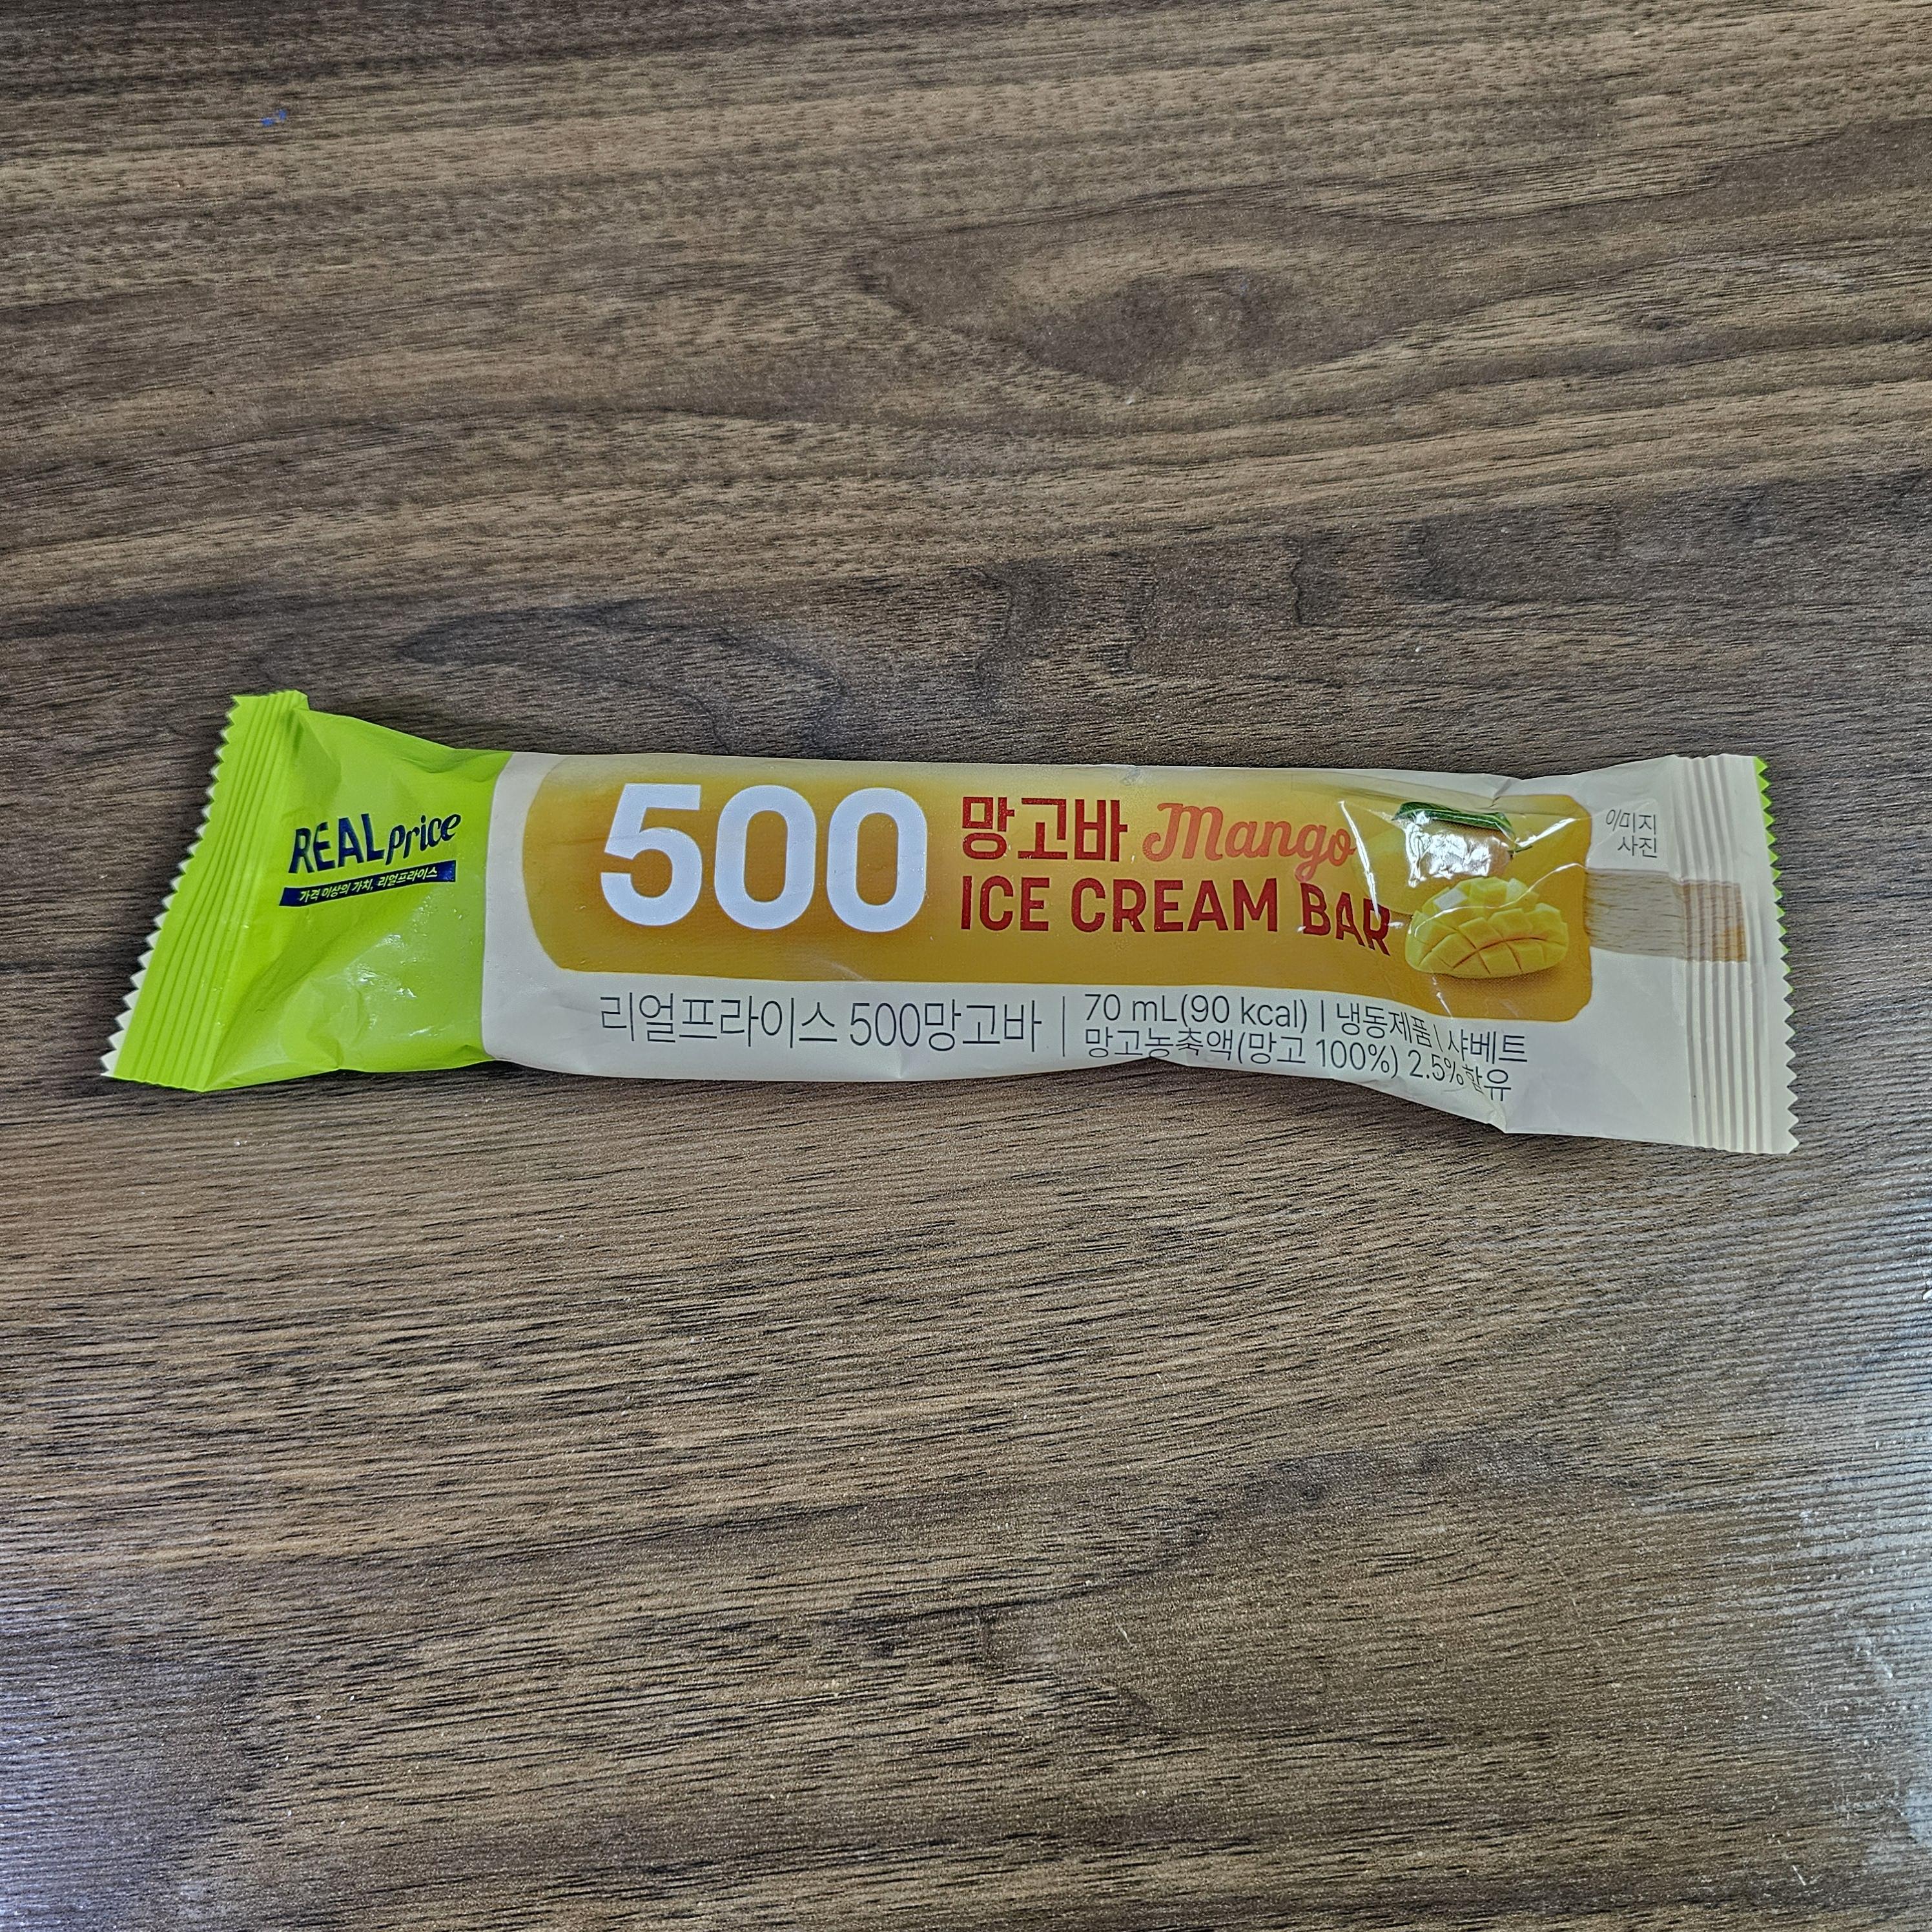 REAL price
가격 이상의 가치, 리얼프라이스
500
망고바 Mango
ICE CREAM BAR
이미지
사진
리얼프라이스 500망고바
70 mL(90 kcal) | 냉동제품 | 샤베트
망고농축액(망고 100%) 2.5%함유